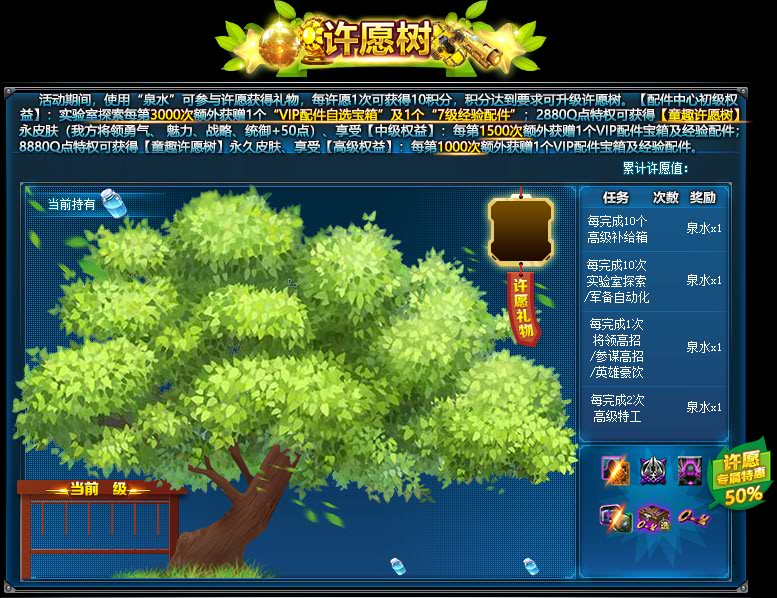 许愿树
活动期间，使用“泉水”可参与许愿获得礼物，每许愿1次可获得10积分，积分达到要求可升级许愿树。【配件中心初级权
益】：实验室探索每第3000次额外获赠1个“VIP配件自选宝箱”及1个“7级经验配件”；2880Q点特权可获得【童趣许愿树】
永皮肤（我方将领勇气、魅力、战略、统御+50点）、享受【中级权益】：每第1500次额外获赠1个VIP配件宝箱及经验配件；
8880Q点特权可获得【童趣许愿树】永久皮肤、享受【高级权益】：每第1000次额外获赠1个VIP配件宝箱及经验配件。
累计许愿值：
当前持有
许愿礼物
任务 次数 奖励
每完成10个
高级补给箱
泉水x1
每完成10次
实验室探索
/军备自动化
泉水x1
每完成1次
将领高招
/参谋高招
/英雄豪饮
泉水x1
每完成2次
高级特工
泉水x1
许愿
专属特惠
50%
选
当前 级